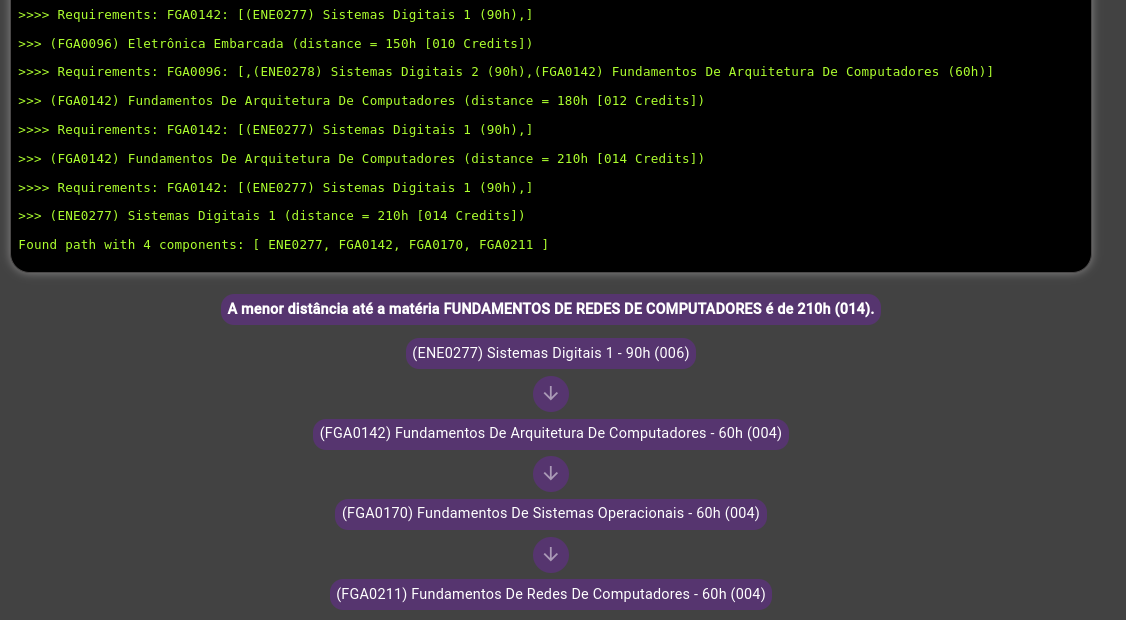 >>>> Requirements: FGA0142: [(ENE0277) Sistemas Digitais 1 (90h),]
>>> (FGA0096) Eletrônica Embarcada (distance = 150h [010 Credits])
>>>> Requirements: FGA0096: [,(ENE0278) Sistemas Digitais 2 (90h),(FGA0142) Fundamentos De Arquitetura De Computadores (60h)]
>>> (FGA0142) Fundamentos De Arquitetura De Computadores (distance = 180h [012 Credits])
>>>> Requirements: FGA0142: [(ENE0277) Sistemas Digitais 1 (90h),]
>>> (FGA0142) Fundamentos De Arquitetura De Computadores (distance = 210h [014 Credits])
>>>> Requirements: FGA0142: [(ENE0277) Sistemas Digitais 1 (90h),]
>>> (ENE0277) Sistemas Digitais 1 (distance = 210h [014 Credits])
Found path with 4 components: [ ENE0277, FGA0142, FGA0170, FGA0211 ]
A menor distância até a matéria FUNDAMENTOS DE REDES DE COMPUTADORES é de 210h (014).
(ENE0277) Sistemas Digitais 1 - 90h (006)
(FGA0142) Fundamentos De Arquitetura De Computadores - 60h (004)
(FGA0170) Fundamentos De Sistemas Operacionais - 60h (004)
(FGA0211) Fundamentos De Redes De Computadores - 60h (004)